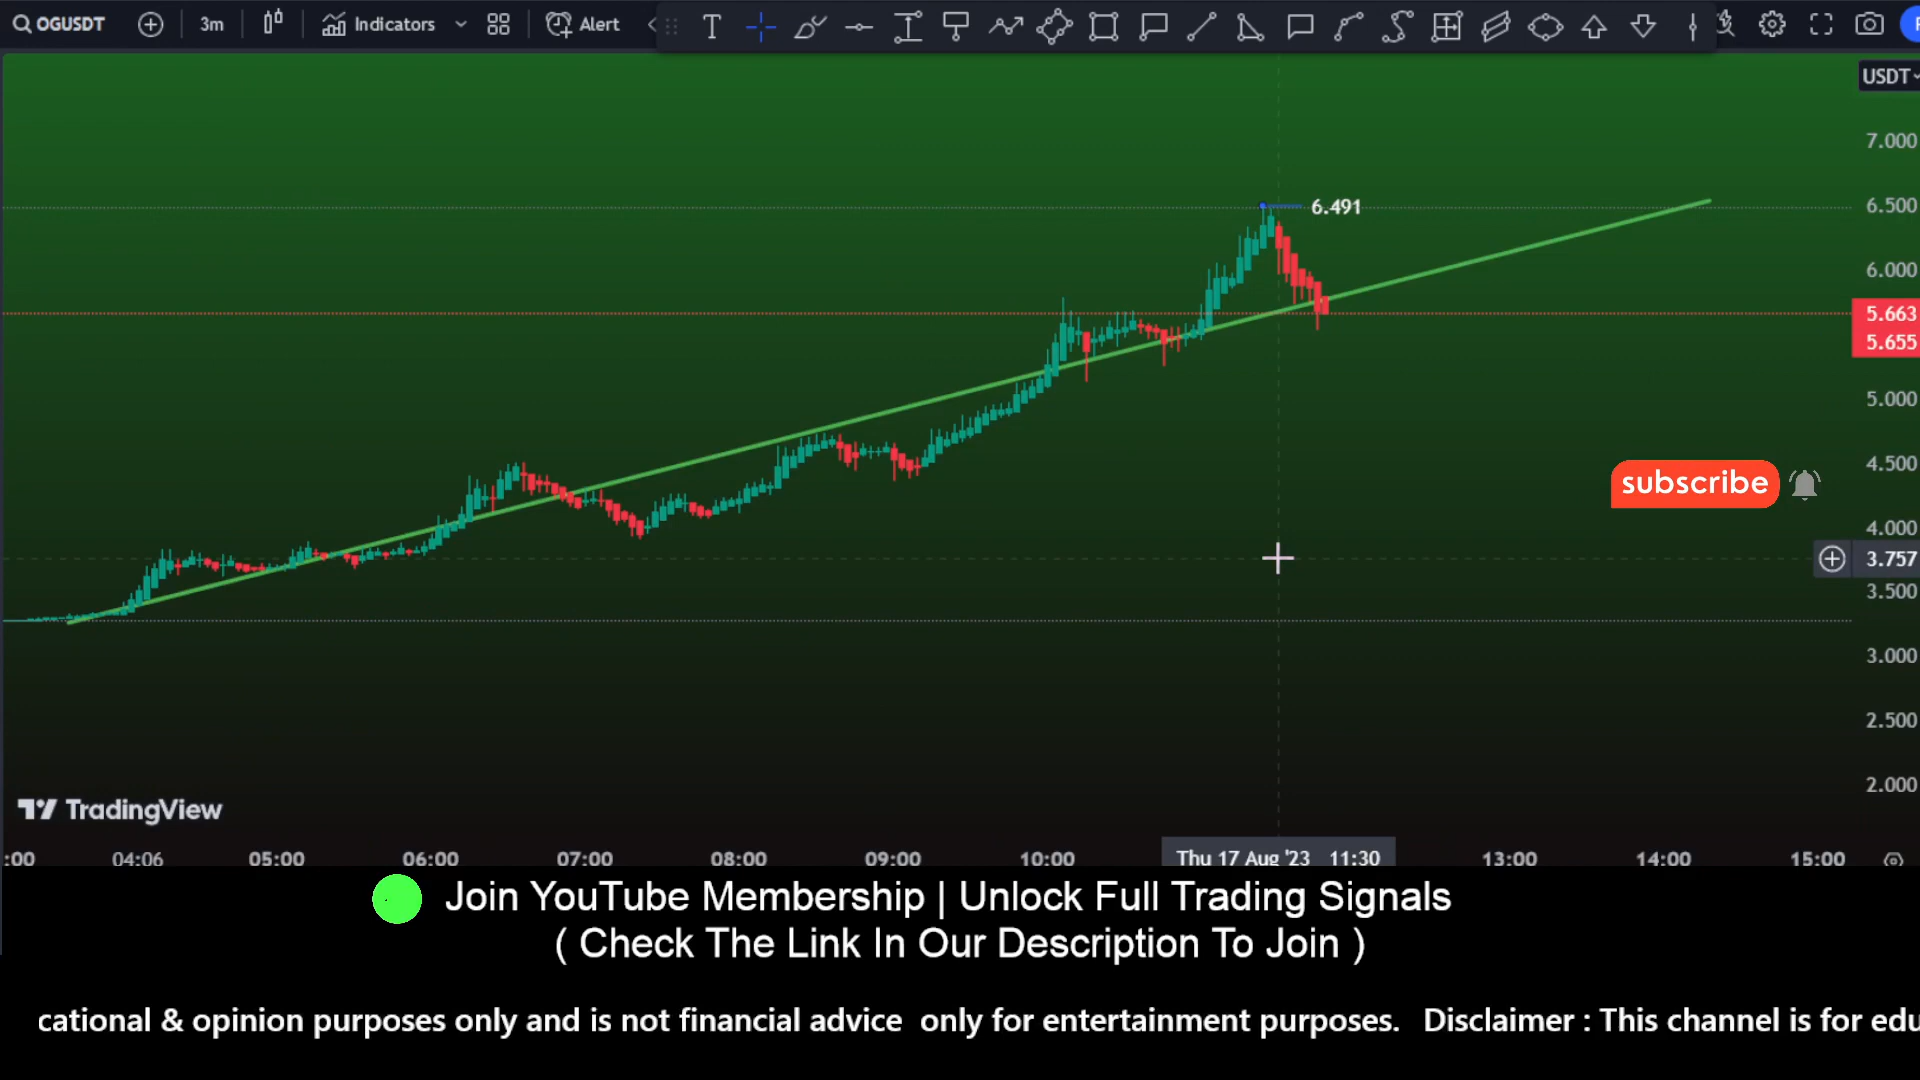 OGUSDT
3m
Indicators
Alert
USDT
7.000
6.491
6.500
6.000
5.663
5.655
5.000
4.500
subscribe
4.000
3.757
3.500
3.000
2.500
2.000
TradingView
:00 04:06 05:00 06:00 07:00 08:00 09:00 10:00 Thu 17 Aug '23 11:30 13:00 14:00 15:00
Join YouTube Membership | Unlock Full Trading Signals
( Check The Link In Our Description To Join )
cational & opinion purposes only and is not financial advice only for entertainment purposes. Disclaimer : This channel is for edu